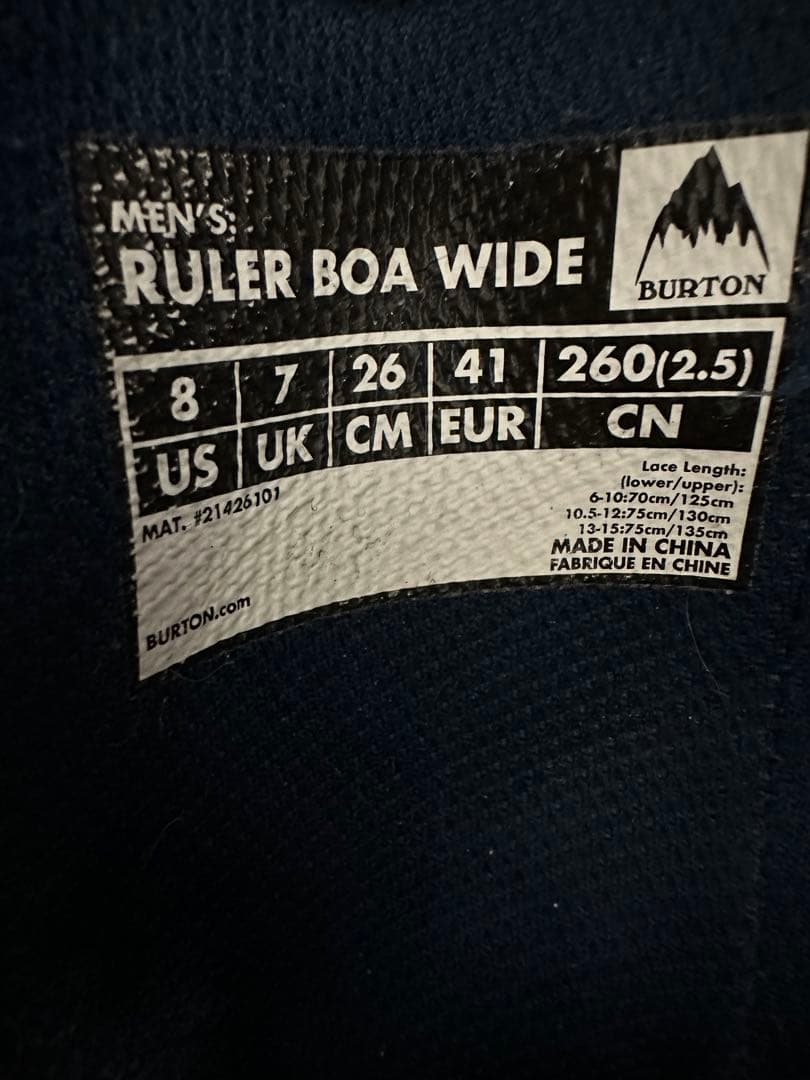 MEN'S:
RULER BOA WIDE
BURTON
8 7 26 41 260(2.5)
US UK CM EUR CN
MAT. #21426101
Lace Length:
(lower/upper):
6-10:70cm/125cm
10.5-12:75cm/130cm
13-15:75cm/135cm
MADE IN CHINA
FABRIQUE EN CHINE
BURTON.com